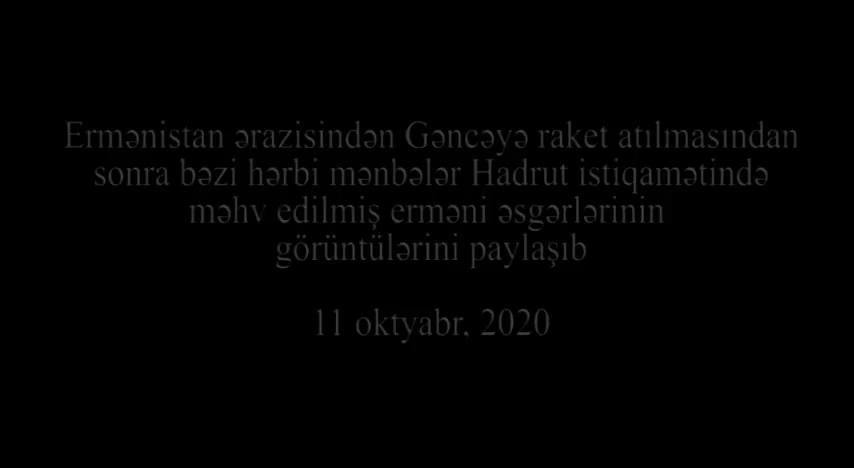 Ermənistan ərazisindən Gəncəyə raket atılmasından
sonra bəzi hərbi mənbələr Hadrut istiqamətində
məhv edilmiş erməni əsgərlərinin
görüntülərini paylaşıb
11 oktyabr, 2020